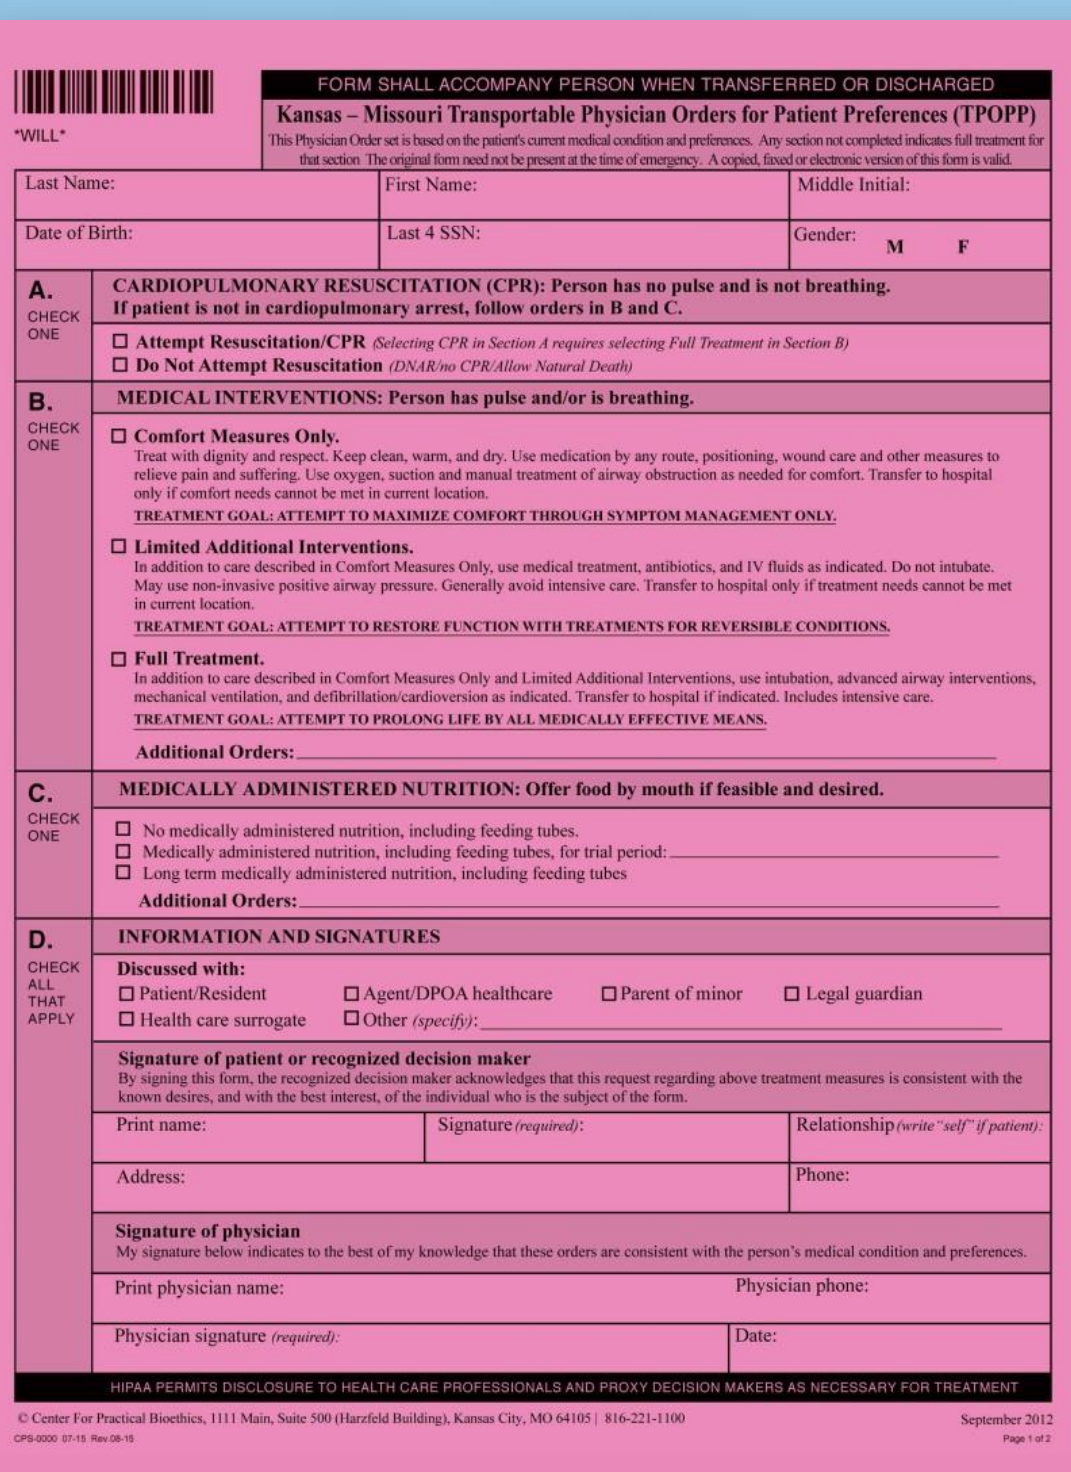 FORM SHALL ACCOMPANY PERSON WHEN TRANSFERRED OR DISCHARGED
*WILL*
Kansas – Missouri Transportable Physician Orders for Patient Preferences (TPOPP)
This Physician Order set is based on the patient's current medical condition and preferences. Any section not completed indicates full treatment for
that section The original form need not be present at the time of emergency. A copied, faxed or electronic version of this form is valid.
Last Name: First Name: Middle Initial:
Date of Birth: Last 4 SSN: Gender: M F
A.
CHECK
ONE
CARDIOPULMONARY RESUSCITATION (CPR): Person has no pulse and is not breathing.
If patient is not in cardiopulmonary arrest, follow orders in B and C.
☐ Attempt Resuscitation/CPR (Selecting CPR in Section A requires selecting Full Treatment in Section B)
☐ Do Not Attempt Resuscitation (DNAR/no CPR/Allow Natural Death)
B.
CHECK
ONE
MEDICAL INTERVENTIONS: Person has pulse and/or is breathing.
☐ Comfort Measures Only.
Treat with dignity and respect. Keep clean, warm, and dry. Use medication by any route, positioning, wound care and other measures to
relieve pain and suffering. Use oxygen, suction and manual treatment of airway obstruction as needed for comfort. Transfer to hospital
only if comfort needs cannot be met in current location.
TREATMENT GOAL: ATTEMPT TO MAXIMIZE COMFORT THROUGH SYMPTOM MANAGEMENT ONLY.
☐ Limited Additional Interventions.
In addition to care described in Comfort Measures Only, use medical treatment, antibiotics, and IV fluids as indicated. Do not intubate.
May use non-invasive positive airway pressure. Generally avoid intensive care. Transfer to hospital only if treatment needs cannot be met
in current location.
TREATMENT GOAL: ATTEMPT TO RESTORE FUNCTION WITH TREATMENTS FOR REVERSIBLE CONDITIONS.
☐ Full Treatment.
In addition to care described in Comfort Measures Only and Limited Additional Interventions, use intubation, advanced airway interventions,
mechanical ventilation, and defibrillation/cardioversion as indicated. Transfer to hospital if indicated. Includes intensive care.
TREATMENT GOAL: ATTEMPT TO PROLONG LIFE BY ALL MEDICALLY EFFECTIVE MEANS.
Additional Orders:
C.
CHECK
ONE
MEDICALLY ADMINISTERED NUTRITION: Offer food by mouth if feasible and desired.
☐ No medically administered nutrition, including feeding tubes.
☐ Medically administered nutrition, including feeding tubes, for trial period:
☐ Long term medically administered nutrition, including feeding tubes
Additional Orders:
D.
CHECK
ALL
THAT
APPLY
INFORMATION AND SIGNATURES
Discussed with:
☐ Patient/Resident ☐ Agent/DPOA healthcare ☐ Parent of minor ☐ Legal guardian
☐ Health care surrogate ☐ Other (specify):
Signature of patient or recognized decision maker
By signing this form, the recognized decision maker acknowledges that this request regarding above treatment measures is consistent with the
known desires, and with the best interest, of the individual who is the subject of the form.
Print name: Signature (required): Relationship (write "self" if patient):
Address: Phone:
Signature of physician
My signature below indicates to the best of my knowledge that these orders are consistent with the person's medical condition and preferences.
Print physician name: Physician phone:
Physician signature (required): Date:
HIPAA PERMITS DISCLOSURE TO HEALTH CARE PROFESSIONALS AND PROXY DECISION MAKERS AS NECESSARY FOR TREATMENT
© Center For Practical Bioethics, 1111 Main, Suite 500 (Harzfeld Building), Kansas City, MO 64105 | 816-221-1100 September 2012
CPS-0000 07-15 Rev.08-15 Page 1 of 2